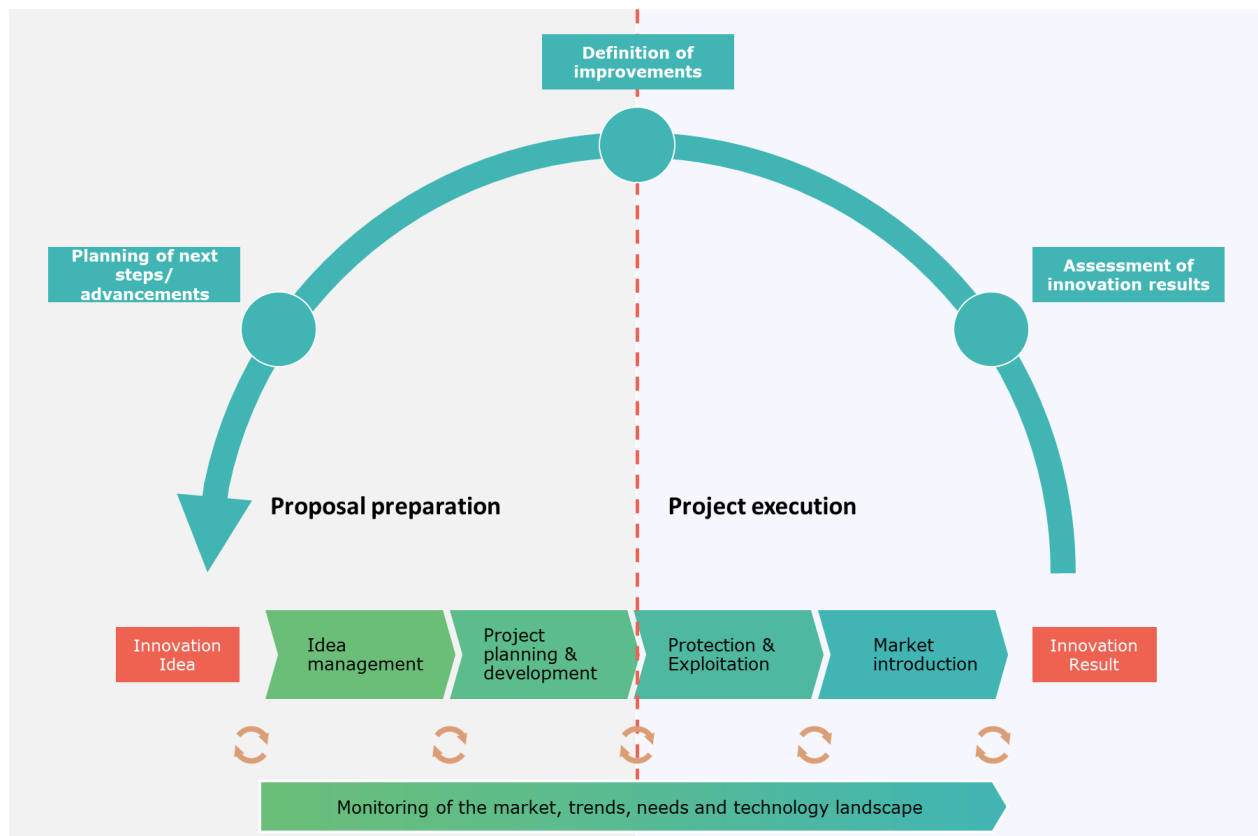 Definition of
improvements
Planning of next
steps/
advancements
Assessment of
innovation results
Proposal preparation
Project execution
Innovation
Idea
Idea
management
Project
planning &
development
Protection &
Exploitation
Market
introduction
Innovation
Result
Monitoring of the market, trends, needs and technology landscape